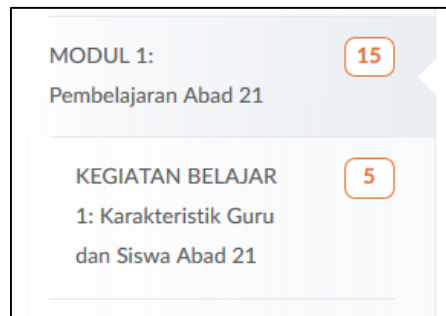 MODUL 1: 15
Pembelajaran Abad 21
KEGIATAN BELAJAR 5
1: Karakteristik Guru
dan Siswa Abad 21